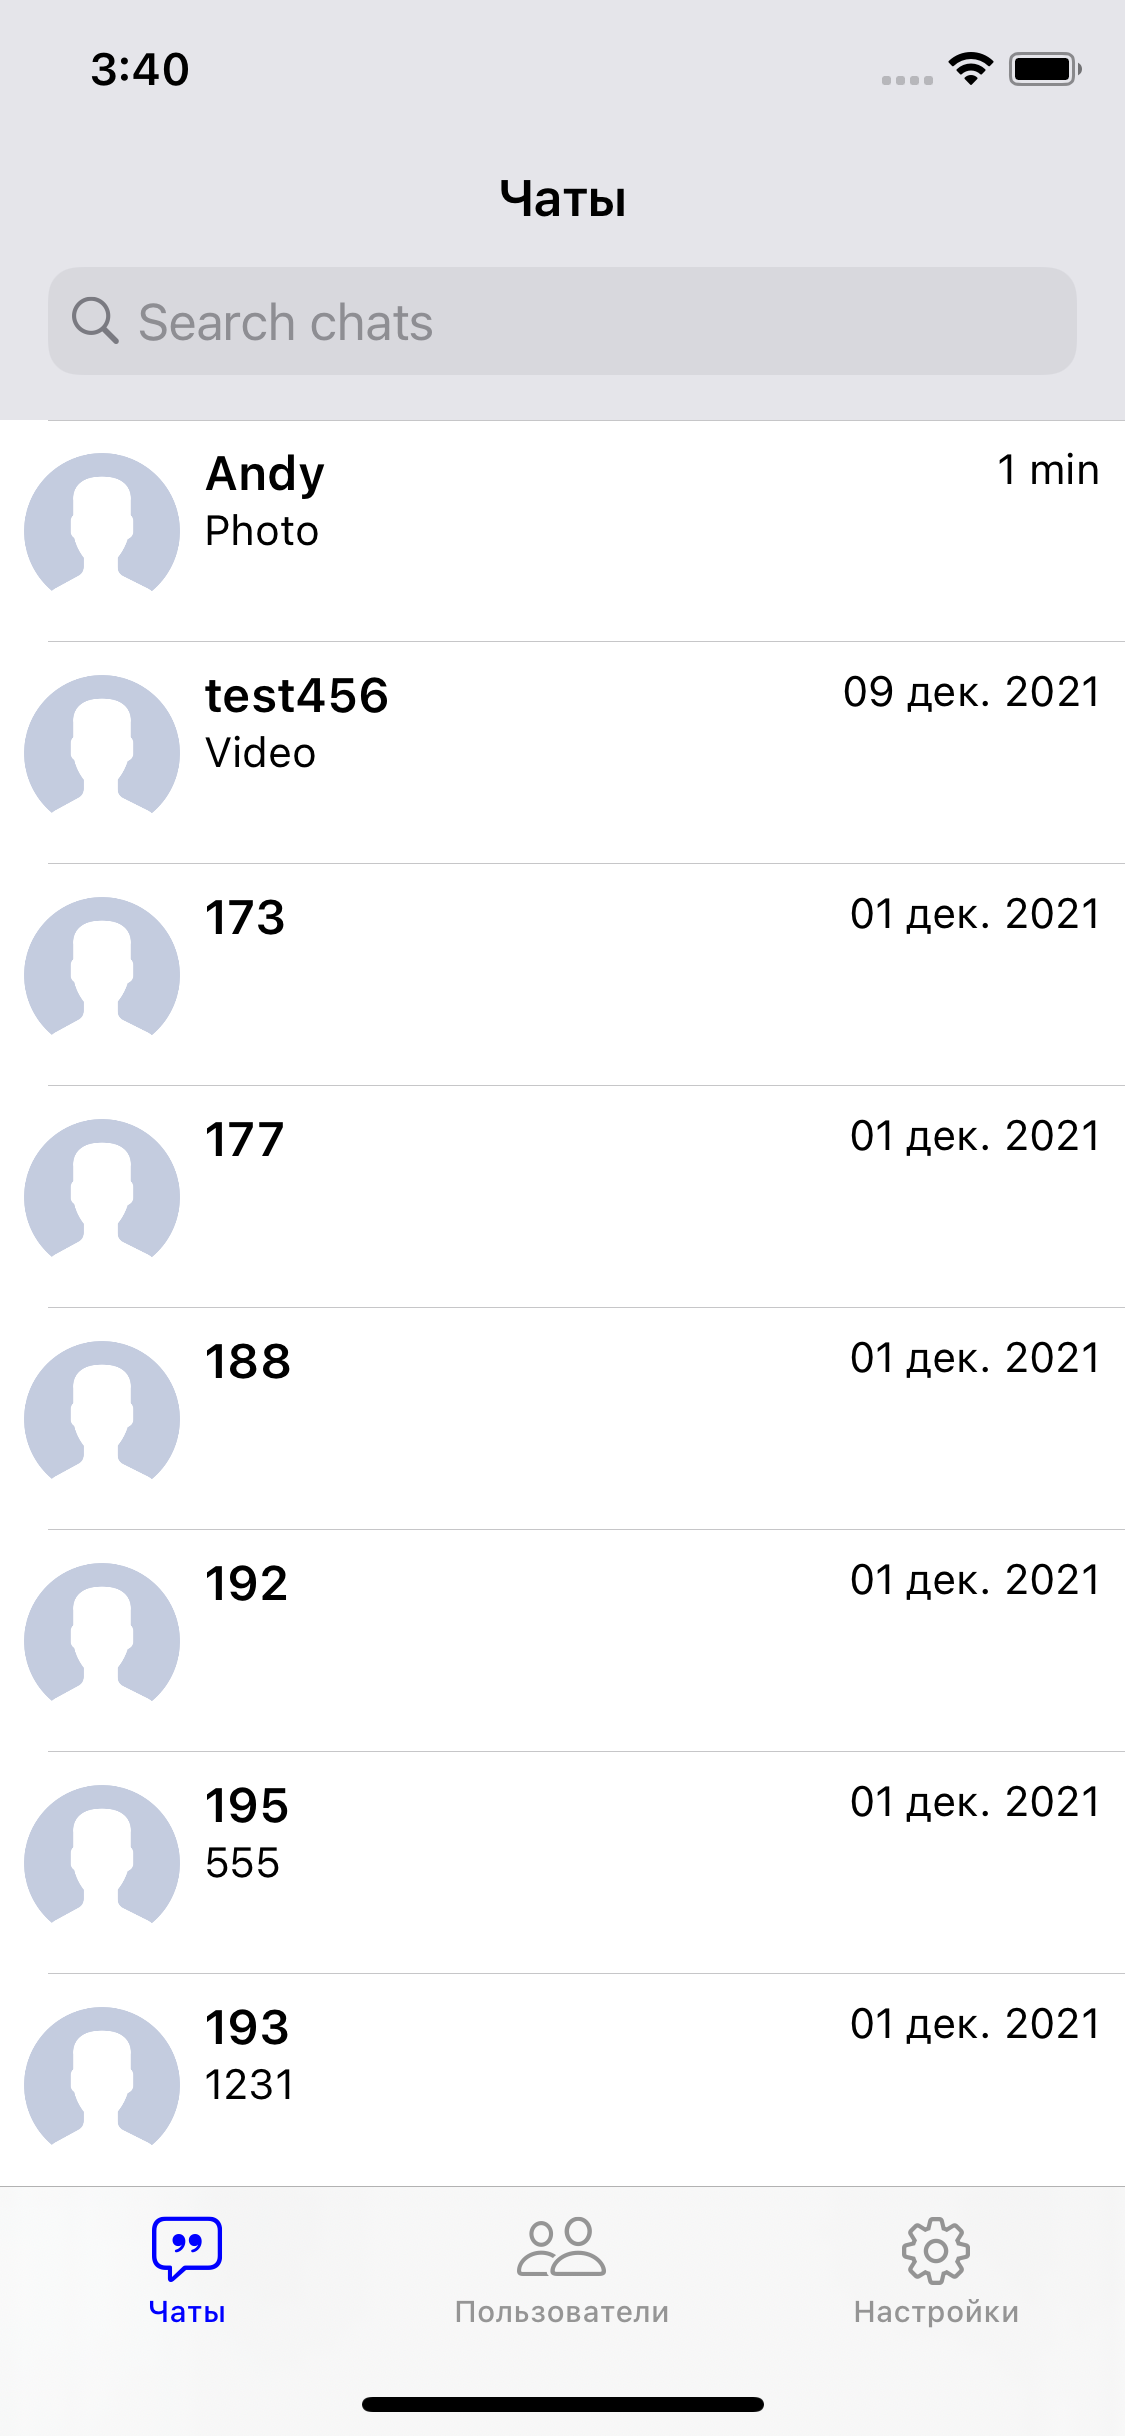 3:40
Чаты
Search chats
Andy
1 min
Photo
test456
09 дек. 2021
Video
173
01 дек. 2021
177
01 дек. 2021
188
01 дек. 2021
192
01 дек. 2021
195
01 дек. 2021
555
193
01 дек. 2021
1231
Чаты
Пользователи
Настройки